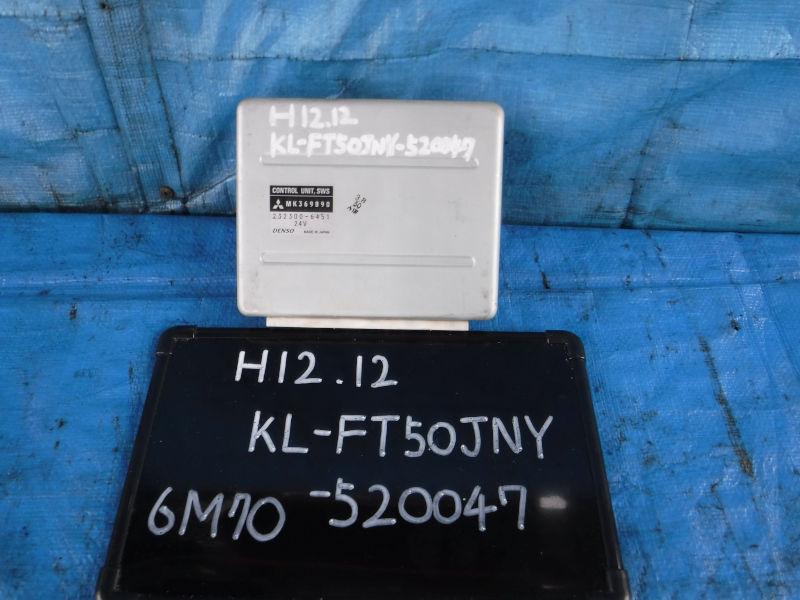 H12.12
KL-FT50JNY-520047
CONTROL UNIT, SWS
MK369890
232300-6451
24V
DENSO MADE IN JAPAN
H12.12
KL-FT50JNY
6M70 -520047